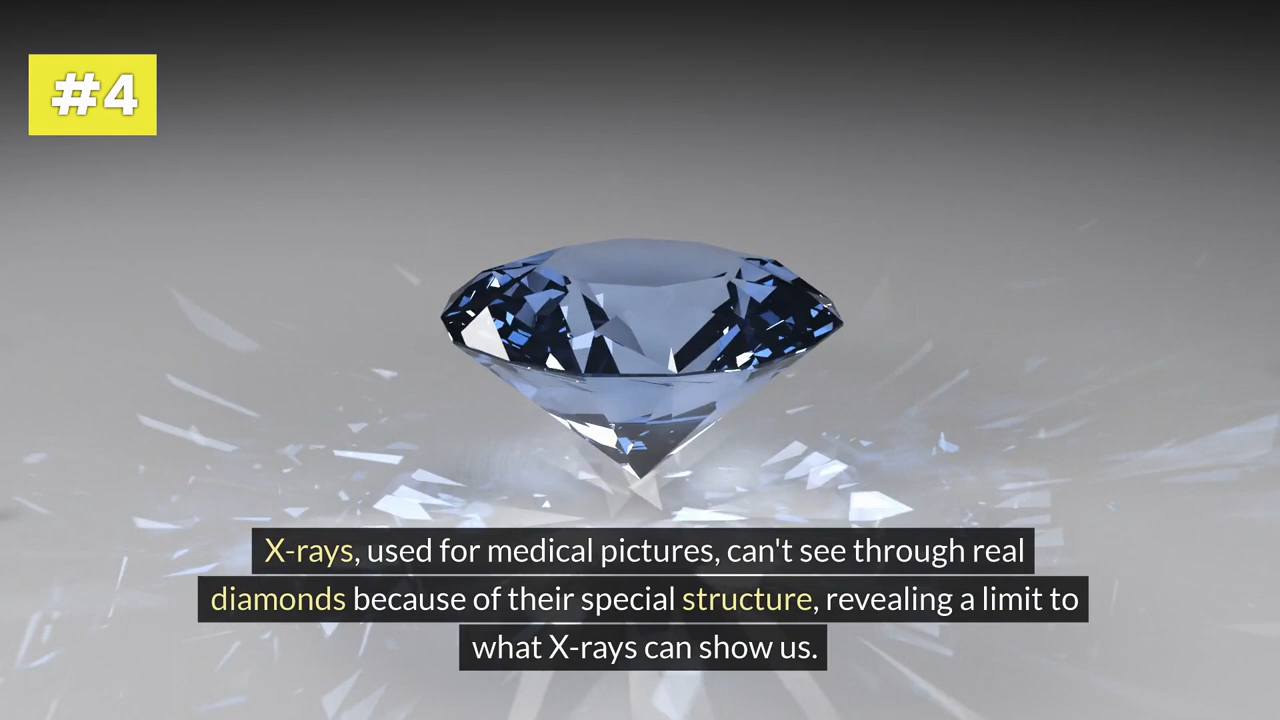 #4
X-rays, used for medical pictures, can't see through real
diamonds because of their special structure, revealing a limit to
what X-rays can show us.